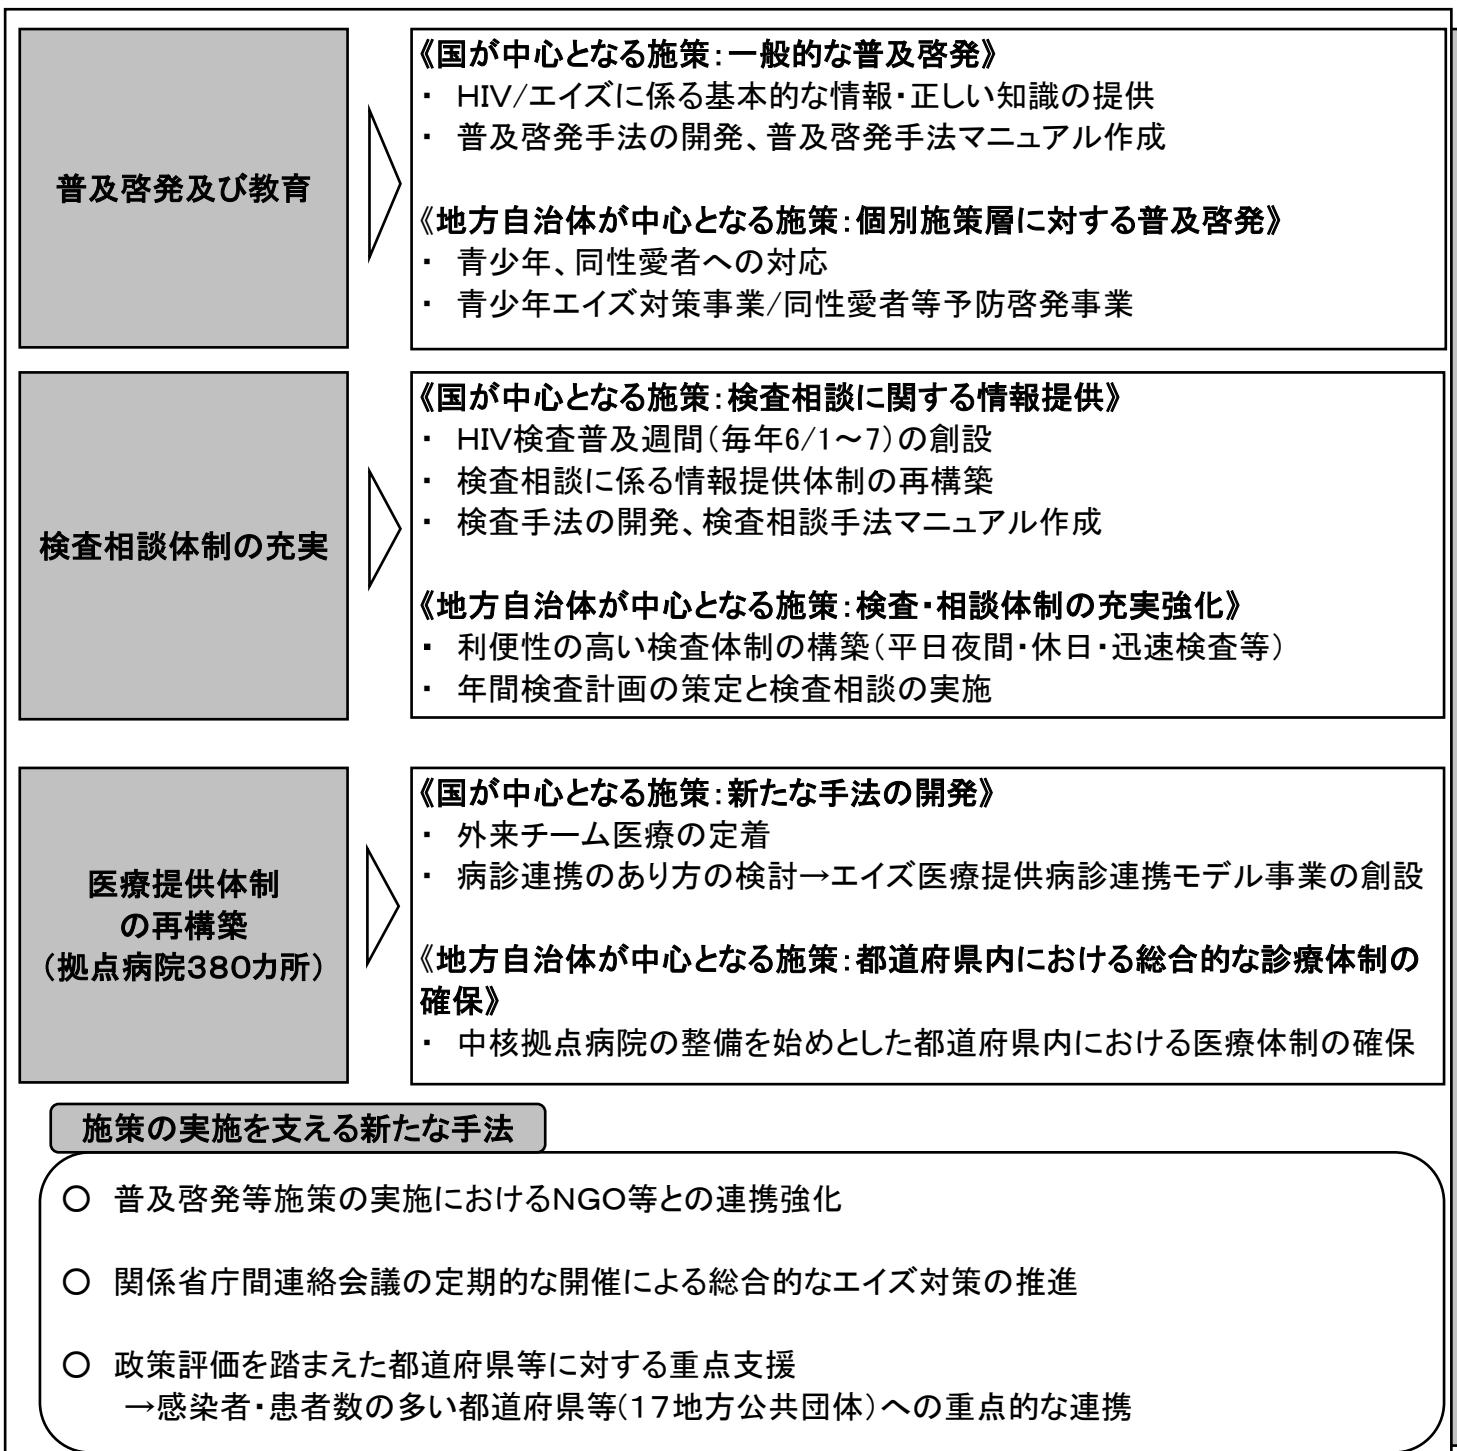 普及啓発及び教育
《国が中心となる施策：一般的な普及啓発》
・ HIV/エイズに係る基本的な情報・正しい知識の提供
・ 普及啓発手法の開発、普及啓発手法マニュアル作成
《地方自治体が中心となる施策：個別施策層に対する普及啓発》
・ 青少年、同性愛者への対応
・ 青少年エイズ対策事業/同性愛者等予防啓発事業
検査相談体制の充実
《国が中心となる施策：検査相談に関する情報提供》
・ HIV検査普及週間（毎年6/1～7）の創設
・ 検査相談に係る情報提供体制の再構築
・ 検査手法の開発、検査相談手法マニュアル作成
《地方自治体が中心となる施策：検査・相談体制の充実強化》
・ 利便性の高い検査体制の構築（平日夜間・休日・迅速検査等）
・ 年間検査計画の策定と検査相談の実施
医療提供体制
の再構築
（拠点病院380カ所）
《国が中心となる施策：新たな手法の開発》
・ 外来チーム医療の定着
・ 病診連携のあり方の検討→エイズ医療提供病診連携モデル事業の創設
《地方自治体が中心となる施策：都道府県内における総合的な診療体制の
確保》
・ 中核拠点病院の整備を始めとした都道府県内における医療体制の確保
施策の実施を支える新たな手法
○ 普及啓発等施策の実施におけるNGO等との連携強化
○ 関係省庁間連絡会議の定期的な開催による総合的なエイズ対策の推進
○ 政策評価を踏まえた都道府県等に対する重点支援
→感染者・患者数の多い都道府県等（17地方公共団体）への重点的な連携